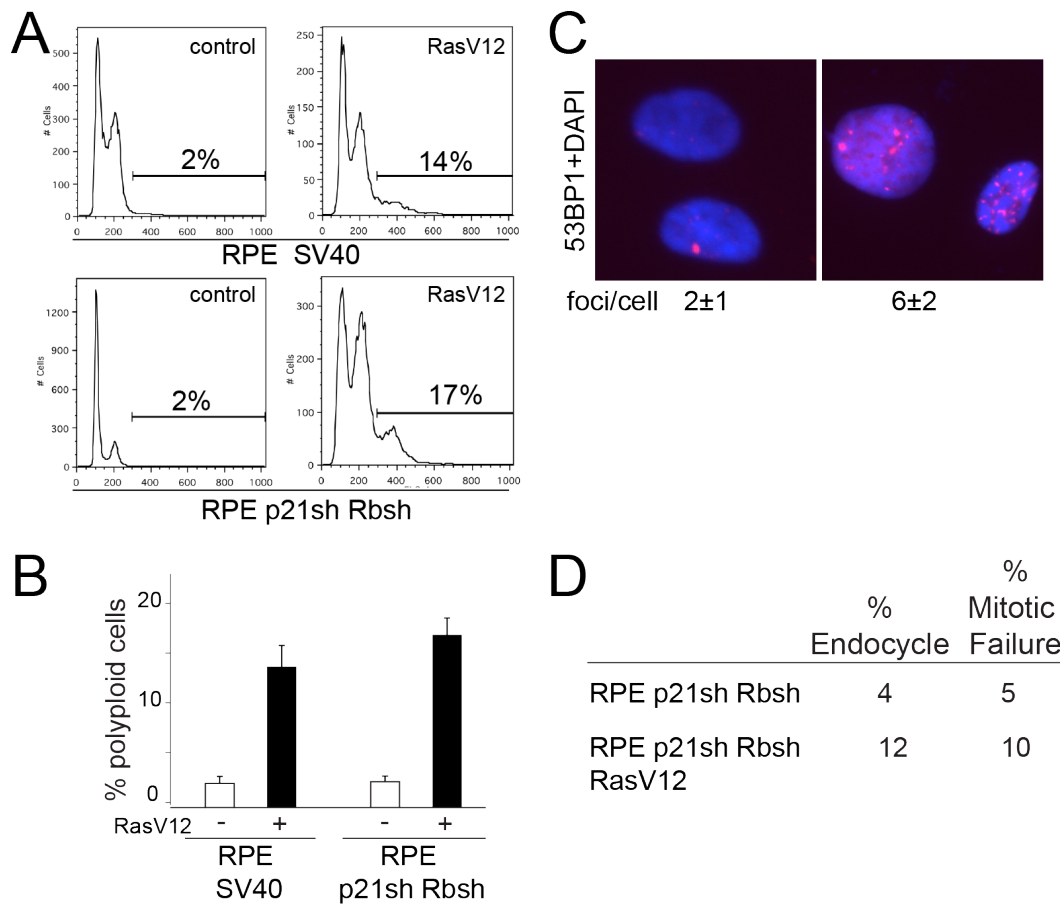 A
control
500
400
300
200
100
0
# Cells
2%
0 200 400 600 800 1000
RasV12
250
200
150
100
50
0
# Cells
14%
0 200 400 600 800 1000
RPE SV40
control
1200
900
600
300
0
# Cells
2%
0 200 400 600 800 1000
RasV12
300
200
100
0
# Cells
17%
0 200 400 600 800 1000
RPE p21sh Rbsh
B
% polyploid cells
20
10
0
RasV12 - + - +
RPE
SV40
RPE
p21sh Rbsh
C
53BP1+DAPI
foci/cell 2±1 6±2
D
%
Endocycle
%
Mitotic
Failure
RPE p21sh Rbsh 4 5
RPE p21sh Rbsh 12 10
RasV12